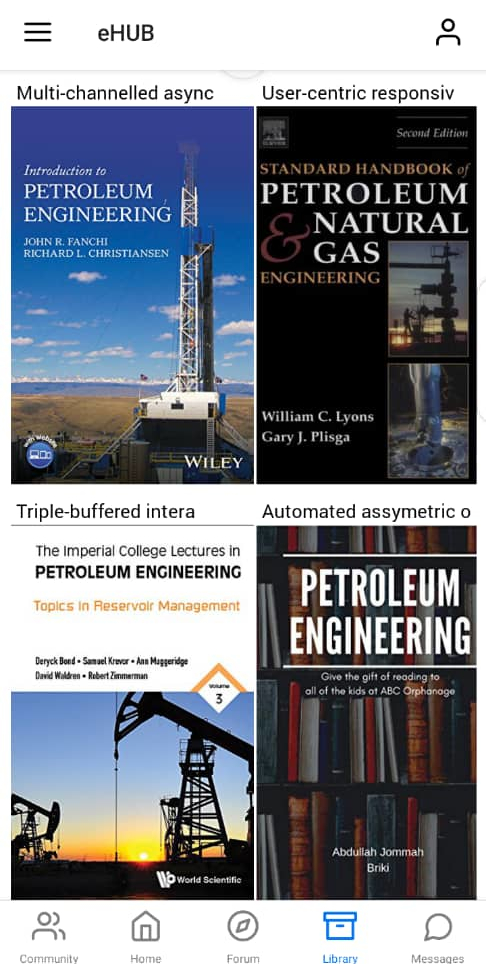 eHUB
Multi-channelled async
Introduction to
PETROLEUM
ENGINEERING
JOHN R. FANCHI
RICHARD L. CHRISTIANSEN
with website
WILEY
User-centric responsiv
ELSEVIER
Second Edition
STANDARD HANDBOOK of
PETROLEUM
& NATURAL
GAS
ENGINEERING
William C. Lyons
Gary J. Plisga
Triple-buffered intera
The Imperial College Lectures in
PETROLEUM ENGINEERING
Topics in Reservoir Management
Deryck Bond • Samuel Krevor • Ann Muggeridge
David Waldren • Robert Zimmerman
Volume
3
World Scientific
Automated assymetric o
PETROLEUM
ENGINEERING
Give the gift of reading to
all of the kids at ABC Orphanage
Abdullah Jommah
Briki
Community
Home
Forum
Library
Messages